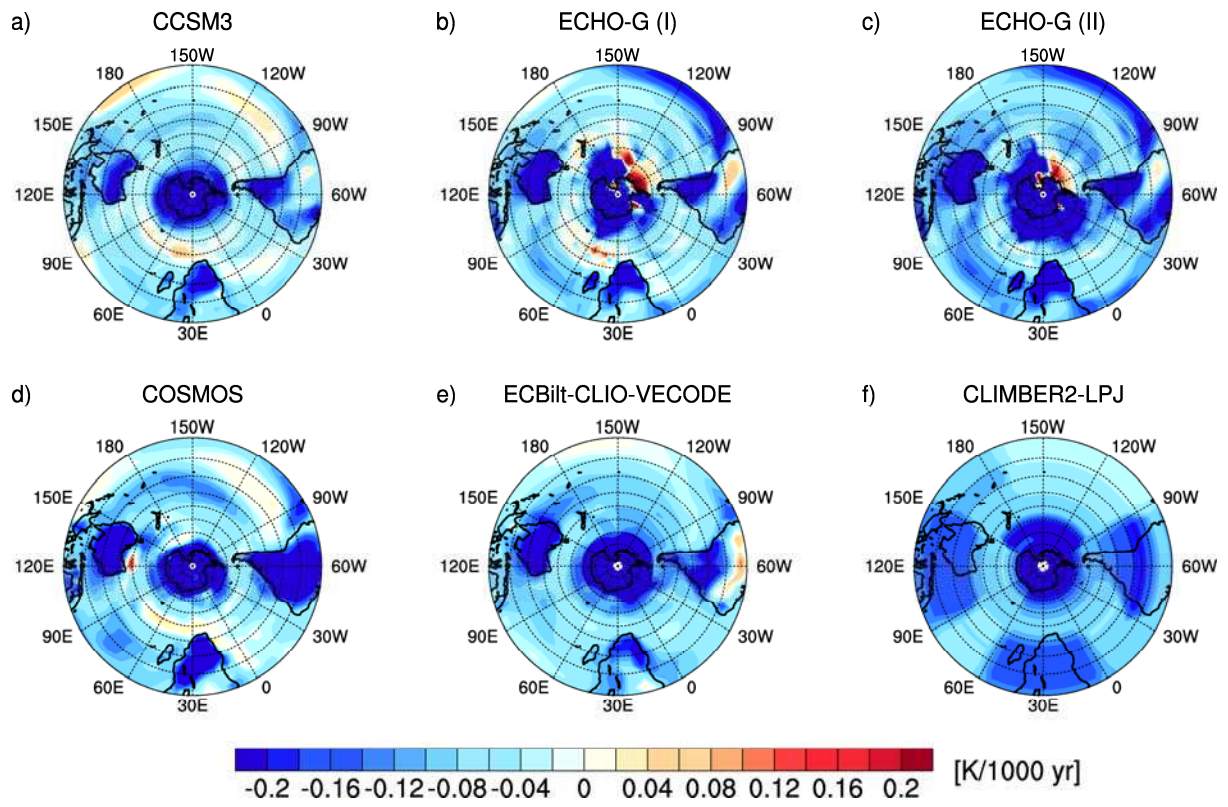 a) CCSM3
b) ECHO-G (I)
c) ECHO-G (II)
150W
180
120W
150E
90W
120E
60W
90E
30W
60E
0
30E
150W
180
120W
150E
90W
120E
60W
90E
30W
60E
0
30E
150W
180
120W
150E
90W
120E
60W
90E
30W
60E
0
30E
d) COSMOS
e) ECBilt-CLIO-VECODE
f) CLIMBER2-LPJ
150W
180
120W
150E
90W
120E
60W
90E
30W
60E
0
30E
150W
180
120W
150E
90W
120E
60W
90E
30W
60E
0
30E
150W
180
120W
150E
90W
120E
60W
90E
30W
60E
0
30E
-0.2 -0.16 -0.12 -0.08 -0.04 0 0.04 0.08 0.12 0.16 0.2 [K/1000 yr]